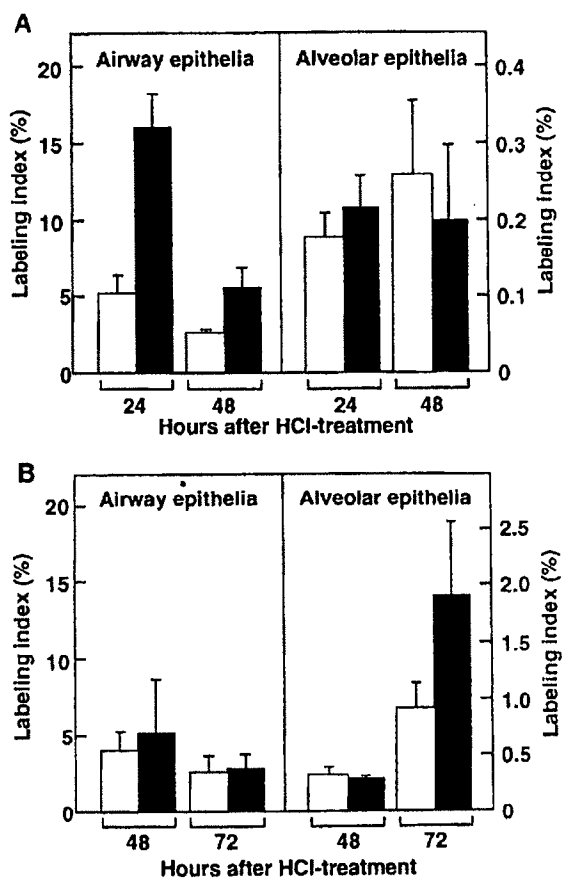 A
Airway epithelia
Alveolar epithelia
Labeling index (%)
20
15
10
5
0
0.4
0.3
0.2
0.1
0
Labeling index (%)
24
48
24
48
Hours after HCl-treatment
B
Airway epithelia
Alveolar epithelia
Labeling index (%)
20
15
10
5
0
2.5
2.0
1.5
1.0
0.5
0
Labeling index (%)
48
72
48
72
Hours after HCl-treatment